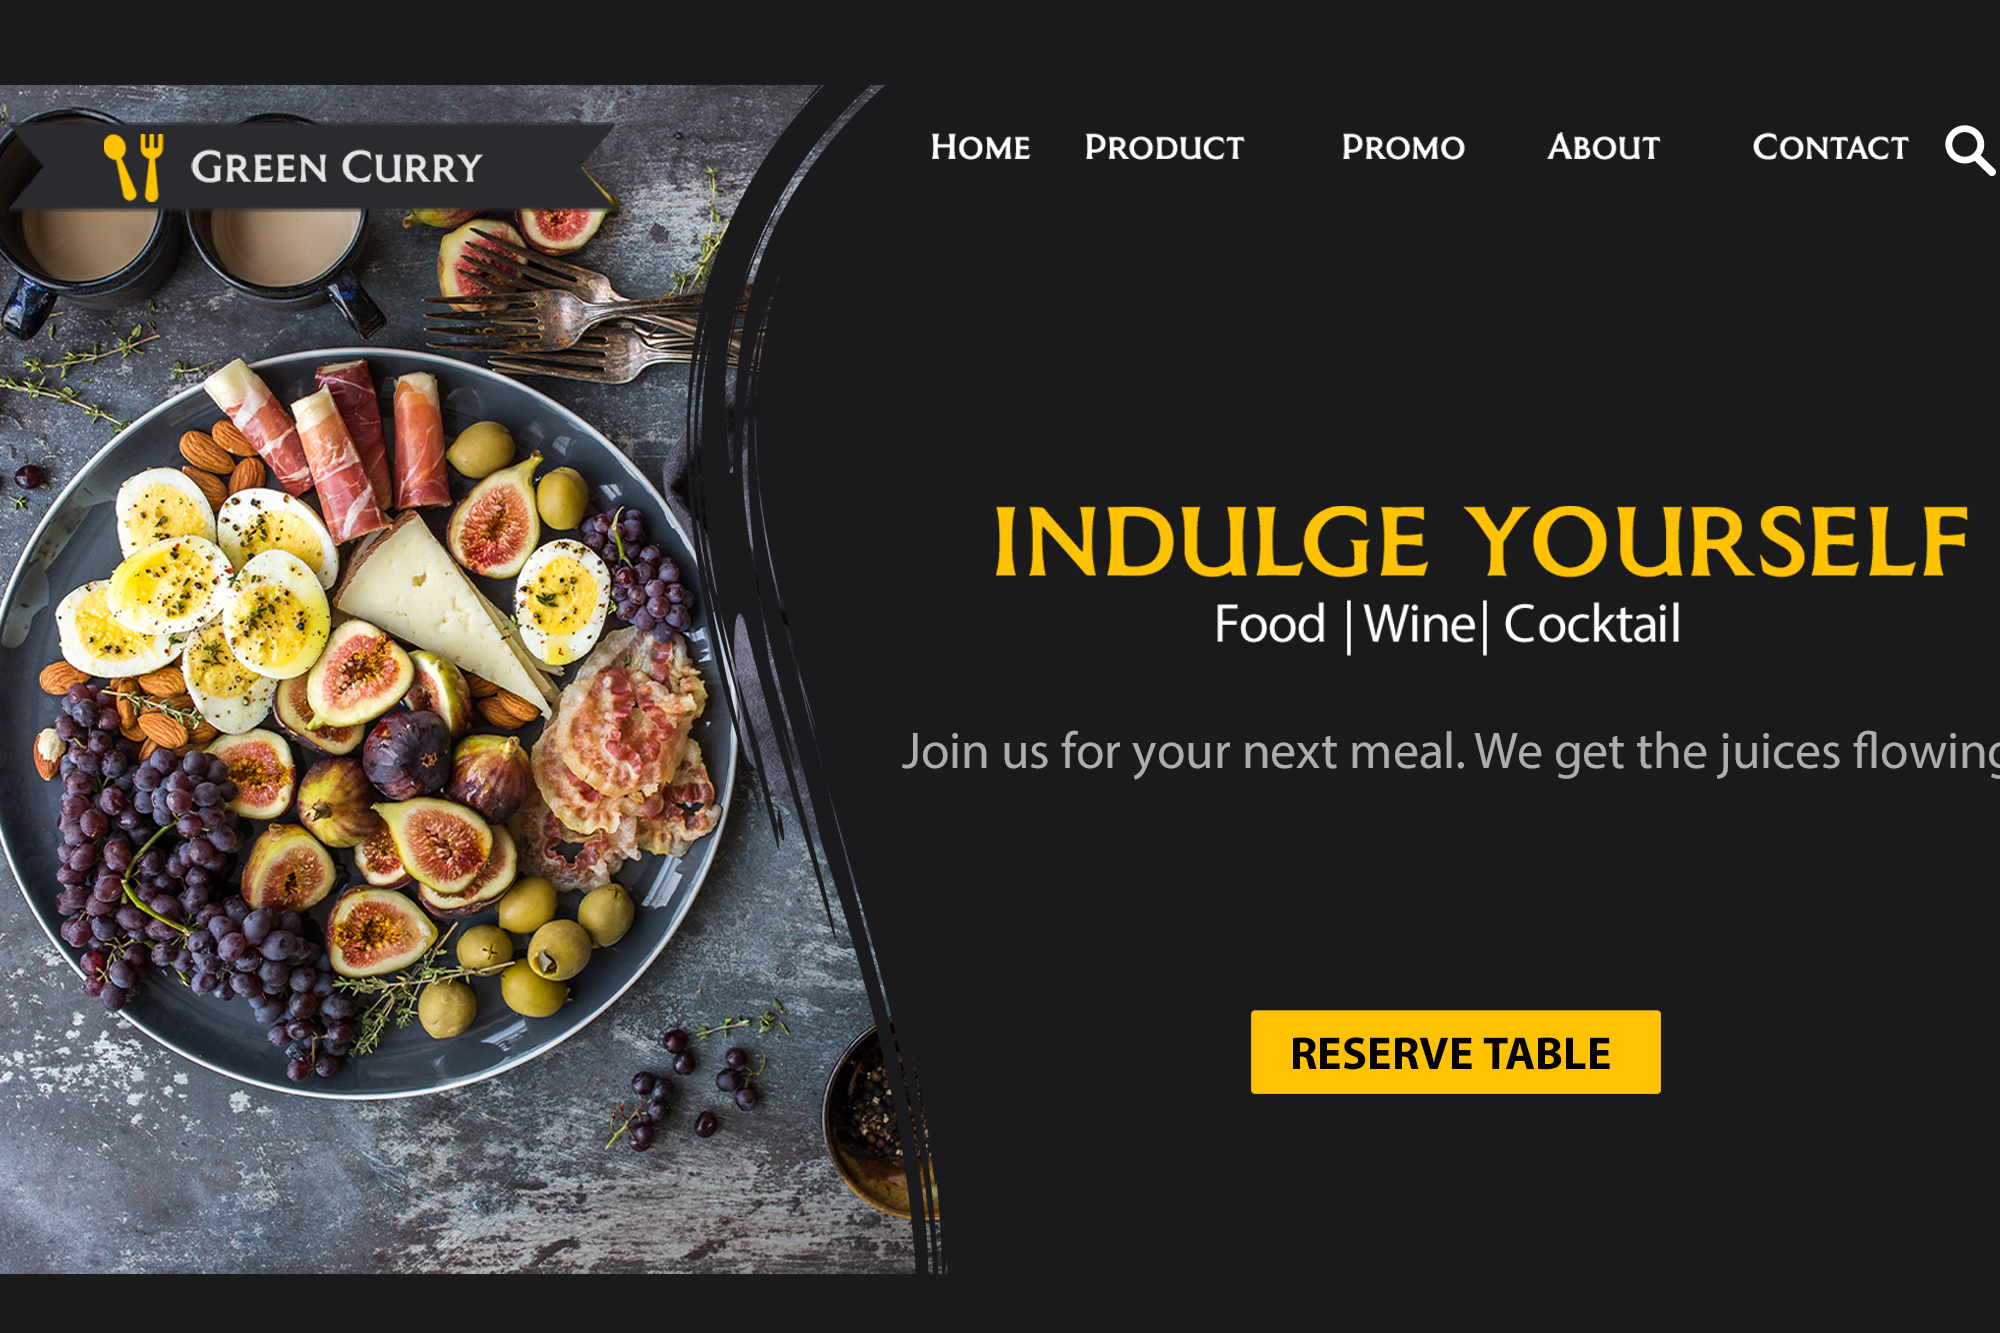 Green Curry
Home Product Promo About Contact
INDULGE YOURSELF
Food | Wine| Cocktail
Join us for your next meal. We get the juices flowing
RESERVE TABLE